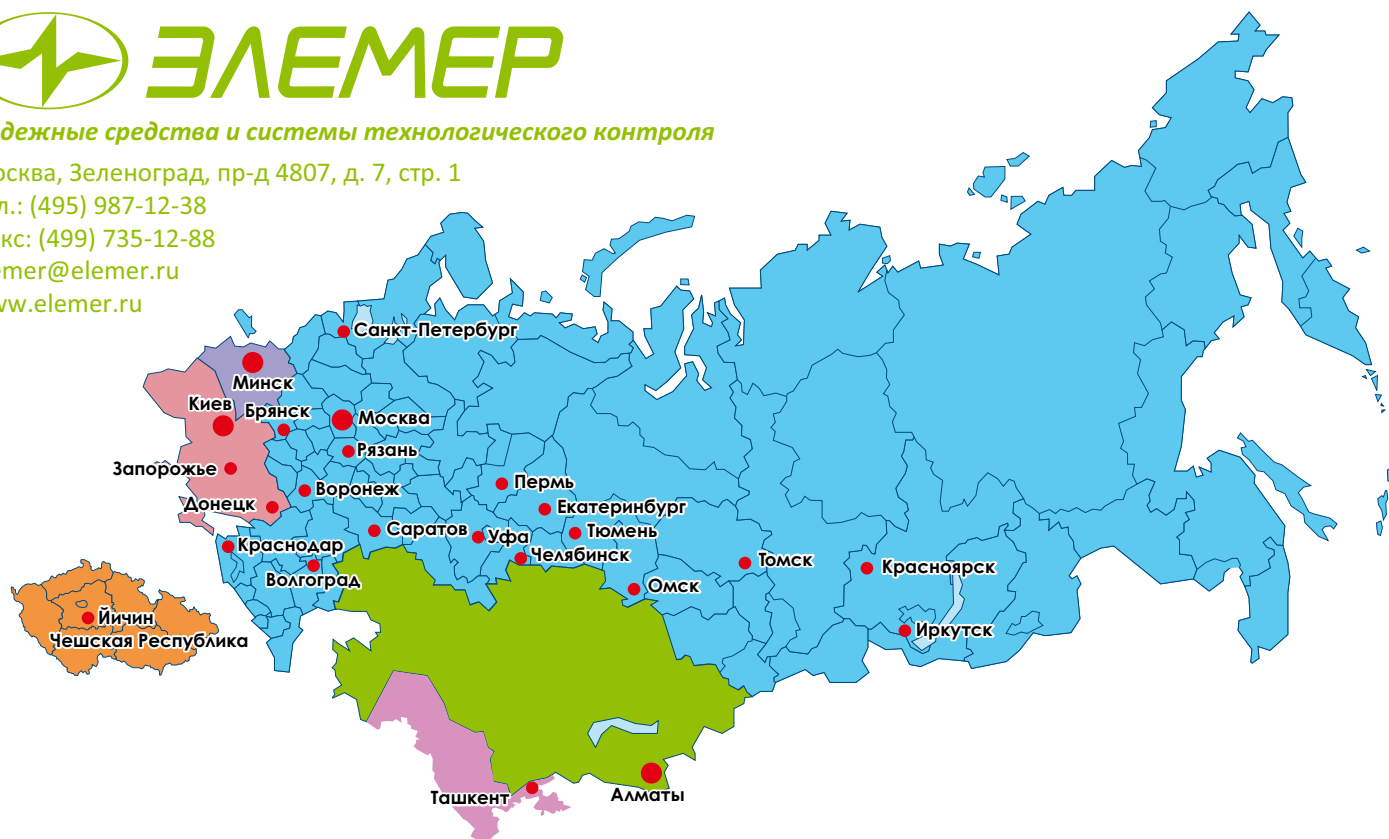 ЭЛЕМЕР
дежные средства и системы технологического контроля
осква, Зеленоград, пр-д 4807, д. 7, стр. 1
л.: (495) 987-12-38
кс: (499) 735-12-88
emer@elemer.ru
ww.elemer.ru
Санкт-Петербург
Минск
Киев
Брянск
Москва
Рязань
Запорожье
Воронеж
Пермь
Донецк
Екатеринбург
Саратов
Уфа
Тюмень
Краснодар
Челябинск
Томск
Волгоград
Красноярск
Омск
Йичин
Иркутск
Чешская Республика
Ташкент
Алматы